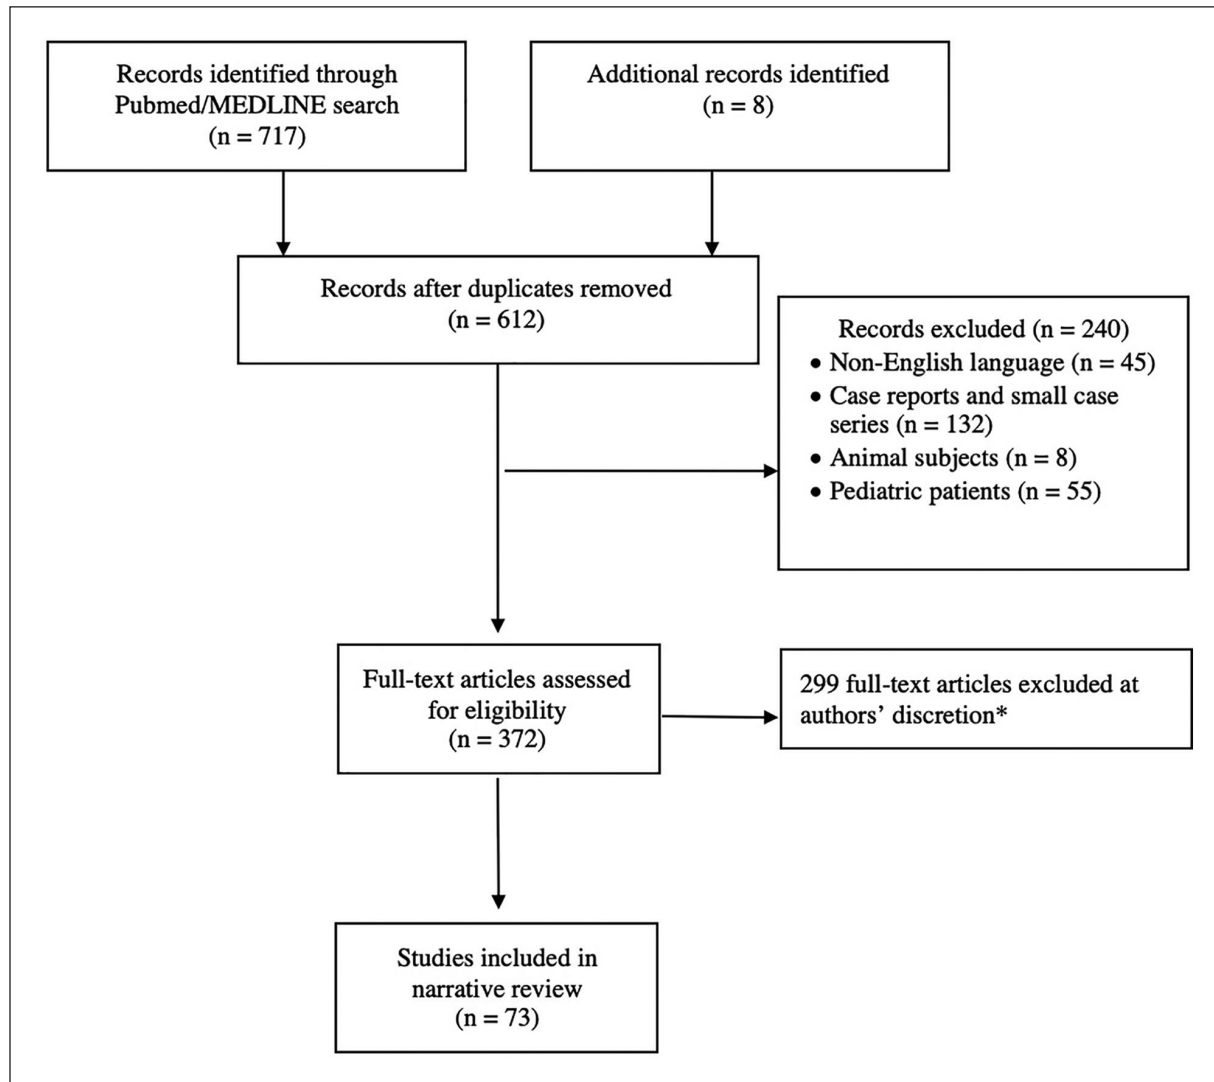 Records identified through
Pubmed/MEDLINE search
(n = 717)
Additional records identified
(n = 8)
Records after duplicates removed
(n = 612)
Records excluded (n = 240)
• Non-English language (n = 45)
• Case reports and small case
series (n = 132)
• Animal subjects (n = 8)
• Pediatric patients (n = 55)
Full-text articles assessed
for eligibility
(n = 372)
299 full-text articles excluded at
authors’ discretion*
Studies included in
narrative review
(n = 73)